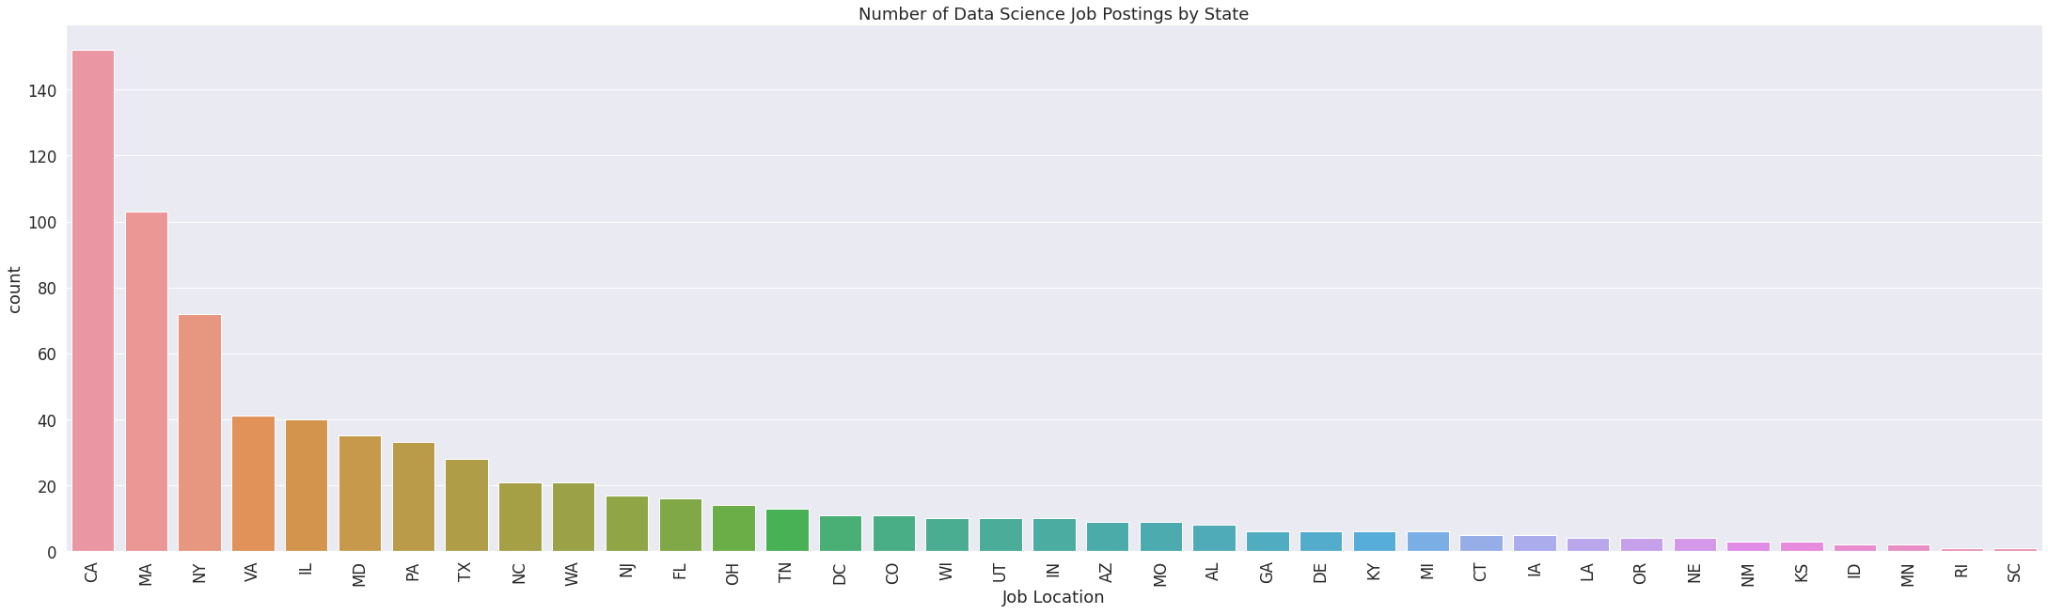 Number of Data Science Job Postings by State
count
140
120
100
80
60
40
20
0
CA MA NY VA IL MD PA TX NC WA NJ FL OH TN DC CO WI UT IN AZ MO AL GA DE KY MI CT IA LA OR NE NM KS ID MN RI SC
Job Location